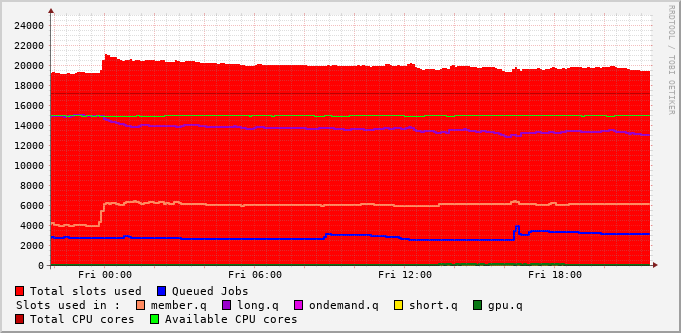 RRDTOOL / TOBI OETIKER
24000
22000
20000
18000
16000
14000
12000
10000
8000
6000
4000
2000
0
Fri 00:00 Fri 06:00 Fri 12:00 Fri 18:00
Total slots used Queued Jobs
Slots used in : member.q long.q ondemand.q short.q gpu.q
Total CPU cores Available CPU cores